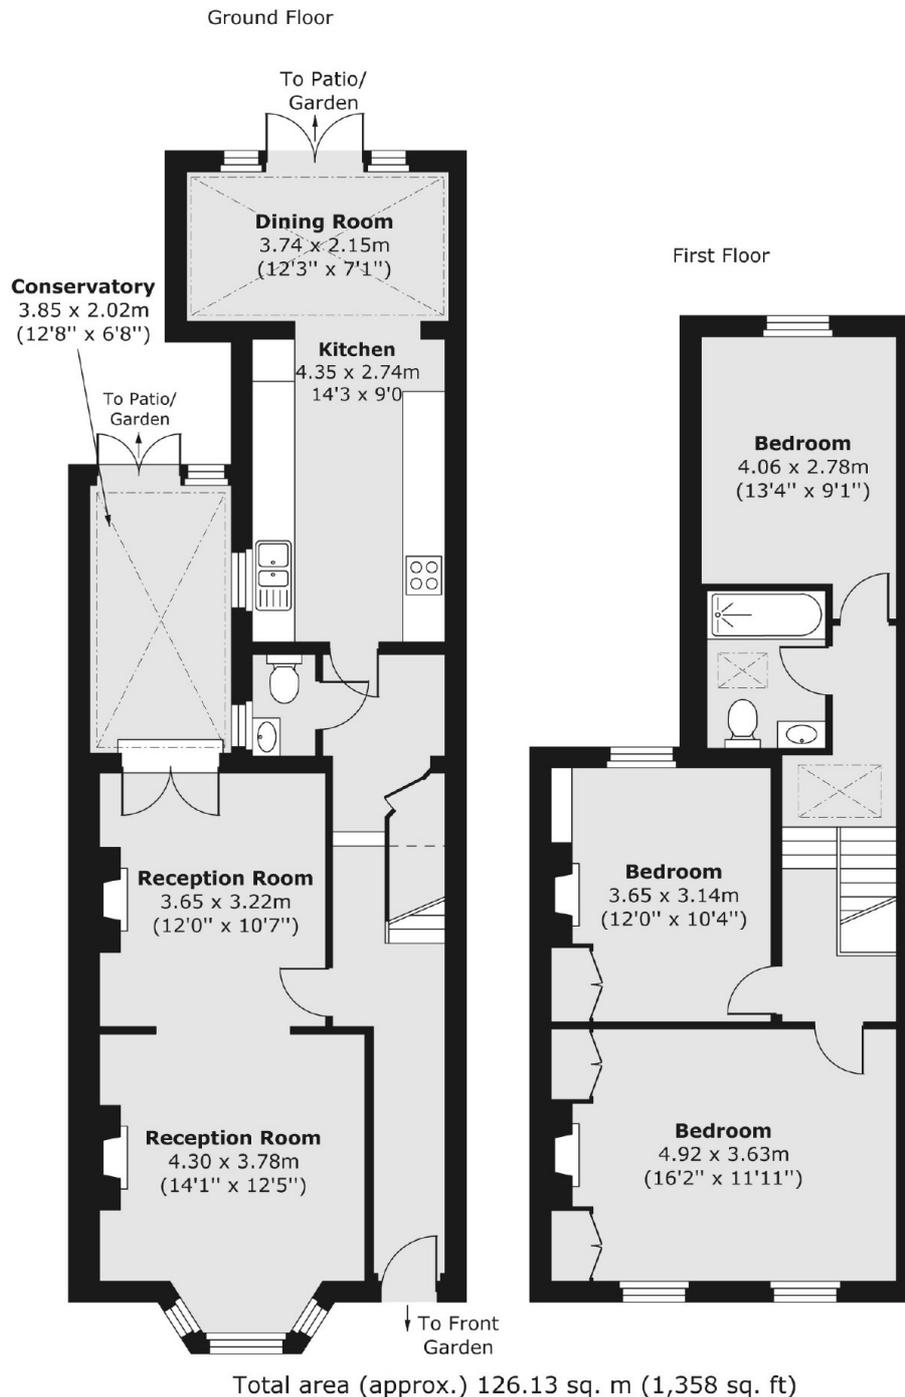 Ground Floor
To Patio/
Garden
Dining Room
3.74 x 2.15m
(12'3'' x 7'1'')
Conservatory
3.85 x 2.02m
(12'8'' x 6'8'')
To Patio/
Garden
Kitchen
4.35 x 2.74m
14'3 x 9'0
Reception Room
3.65 x 3.22m
(12'0'' x 10'7'')
Reception Room
4.30 x 3.78m
(14'1'' x 12'5'')
To Front
Garden
First Floor
Bedroom
4.06 x 2.78m
(13'4'' x 9'1'')
Bedroom
3.65 x 3.14m
(12'0'' x 10'4'')
Bedroom
4.92 x 3.63m
(16'2'' x 11'11'')
Total area (approx.) 126.13 sq. m (1,358 sq. ft)